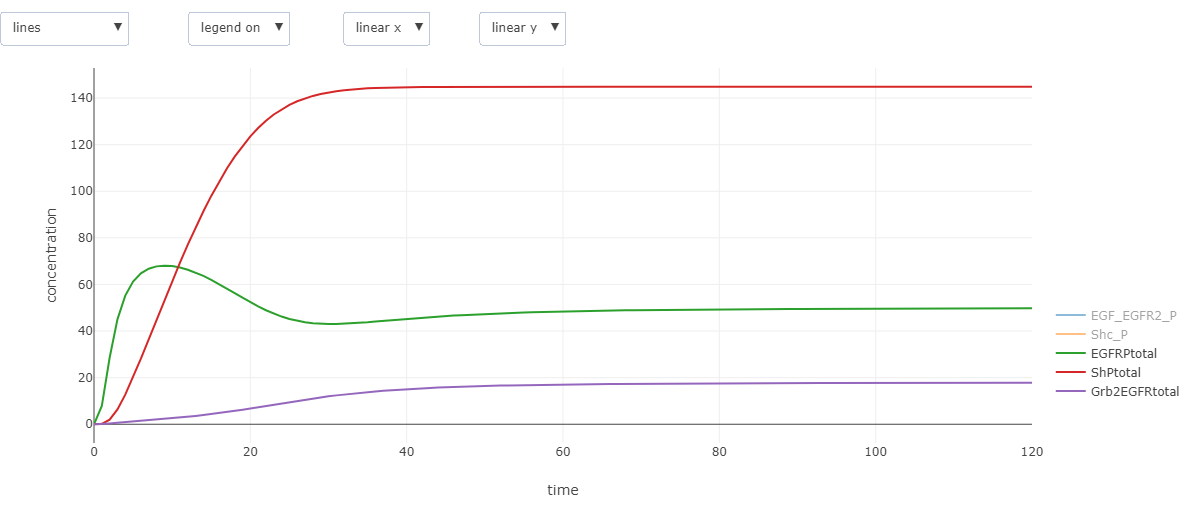 lines ▼ legend on ▼ linear x ▼ linear y ▼
140
120
100
80
60
40
20
0
concentration
0 20 40 60 80 100 120
time
EGF_EGFR2_P
Shc_P
EGFRPtotal
ShPtotal
Grb2EGFRtotal